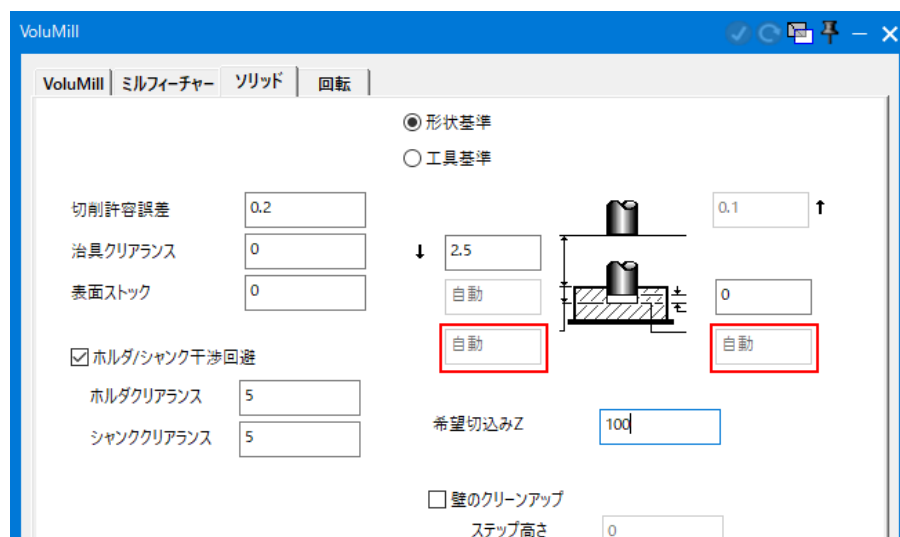 VoluMill
VoluMill ミルフィーチャー ソリッド 回転
形状基準
工具基準
切削許容誤差 0.2
0.1 ↑
治具クリアランス 0
↓ 2.5
表面ストック 0
自動 0
自動 自動
ホルダ/シャンク干渉回避
ホルダクリアランス 5
希望切込みZ 100
シャンククリアランス 5
壁のクリーンアップ
ステップ高さ 0